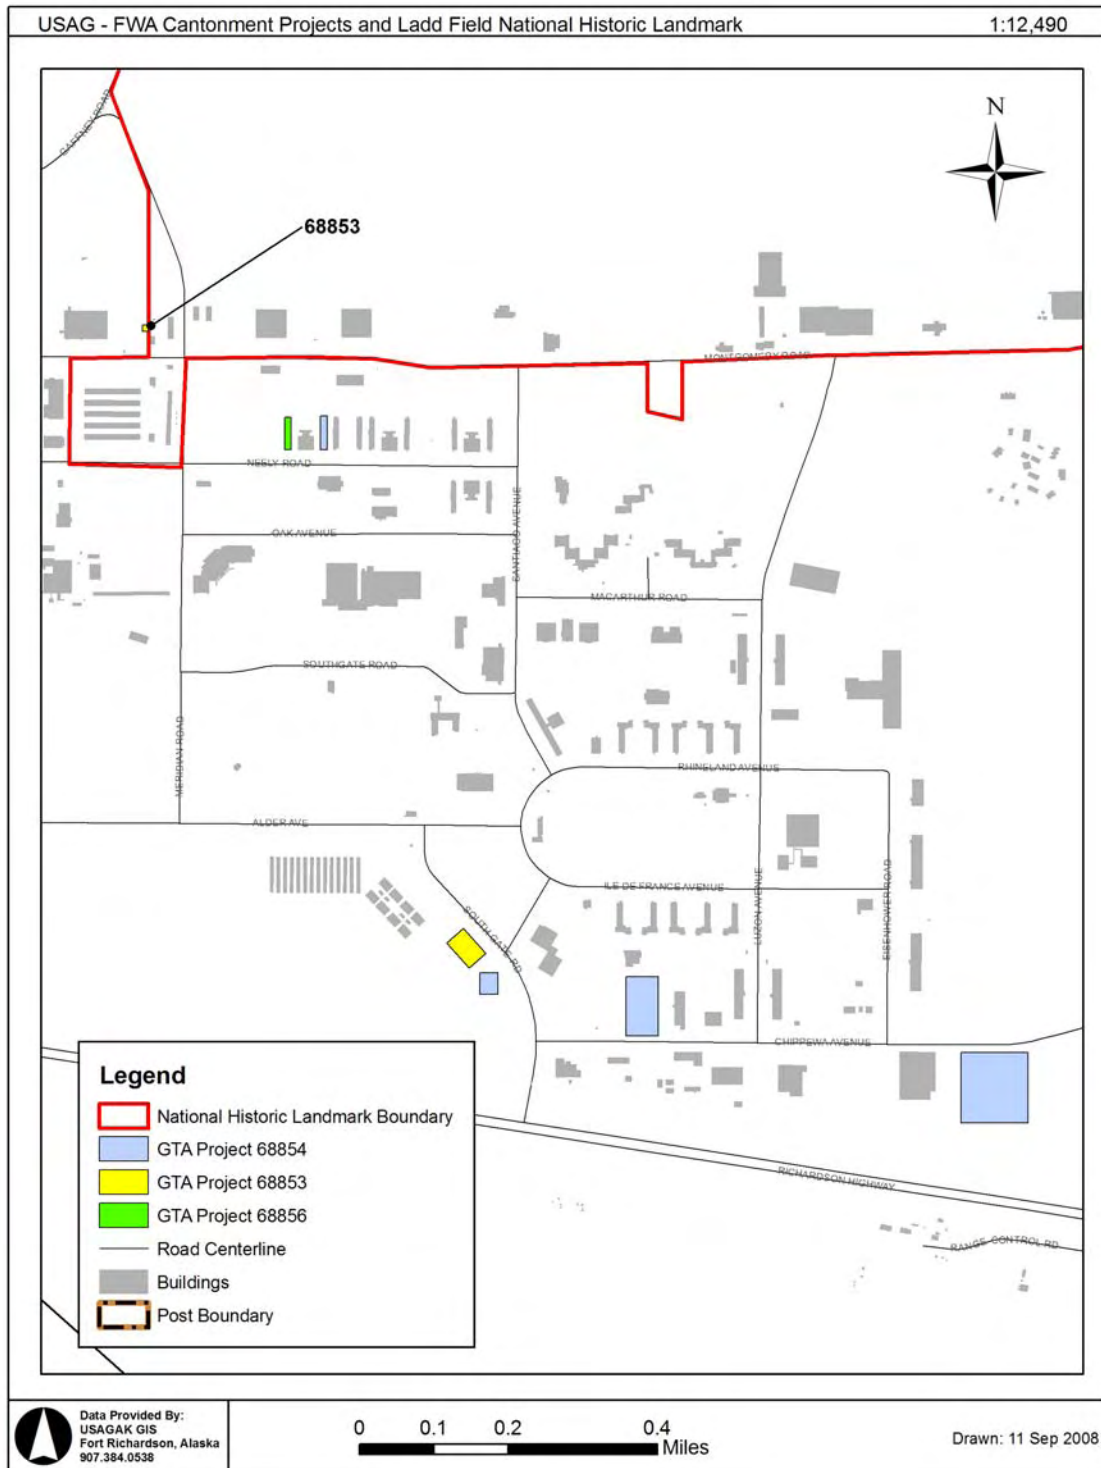 USAG - FWA Cantonment Projects and Ladd Field National Historic Landmark 1:12,490
GAFFNEY ROAD
N
68853
MONTGOMERY ROAD
NEELY ROAD
OAK AVENUE
SANTIAGO AVENUE
MACARTHUR ROAD
SOUTHGATE ROAD
MERIDIAN ROAD
RHINELAND AVENUE
ALDER AVE
ILE DE FRANCE AVENUE
LUZON AVENUE
EISENHOWER ROAD
SOUTH GATE RD
CHIPPEWA AVENUE
RICHARDSON HIGHWAY
RANGE CONTROL RD
Legend
National Historic Landmark Boundary
GTA Project 68854
GTA Project 68853
GTA Project 68856
Road Centerline
Buildings
Post Boundary
Data Provided By:
USAGAK GIS
Fort Richardson, Alaska
907.384.0538
0 0.1 0.2 0.4
Miles
Drawn: 11 Sep 2008